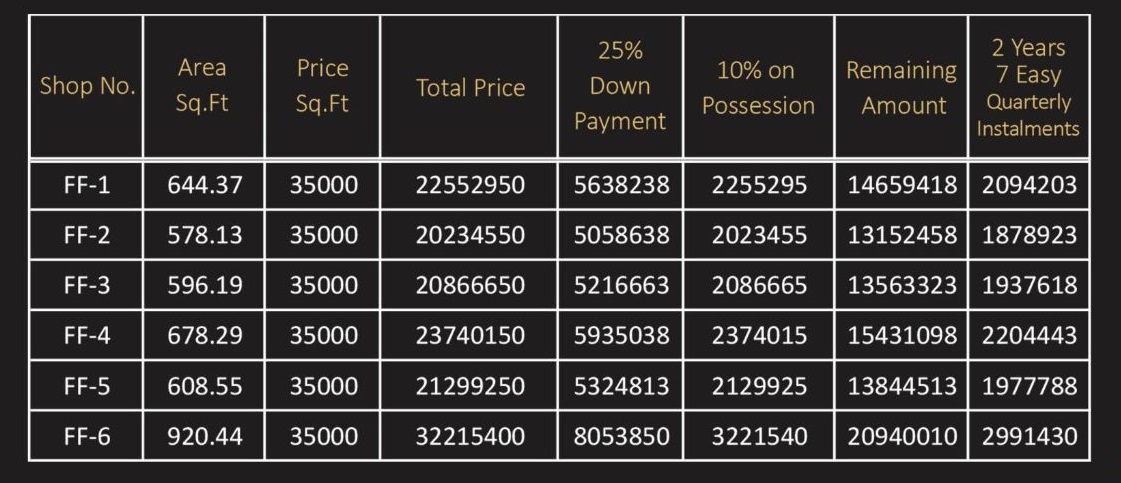 Shop No. Area Sq.Ft Price Sq.Ft Total Price 25% Down Payment 10% on Possession Remaining Amount 2 Years 7 Easy Quarterly Instalments
FF-1 644.37 35000 22552950 5638238 2255295 14659418 2094203
FF-2 578.13 35000 20234550 5058638 2023455 13152458 1878923
FF-3 596.19 35000 20866650 5216663 2086665 13563323 1937618
FF-4 678.29 35000 23740150 5935038 2374015 15431098 2204443
FF-5 608.55 35000 21299250 5324813 2129925 13844513 1977788
FF-6 920.44 35000 32215400 8053850 3221540 20940010 2991430